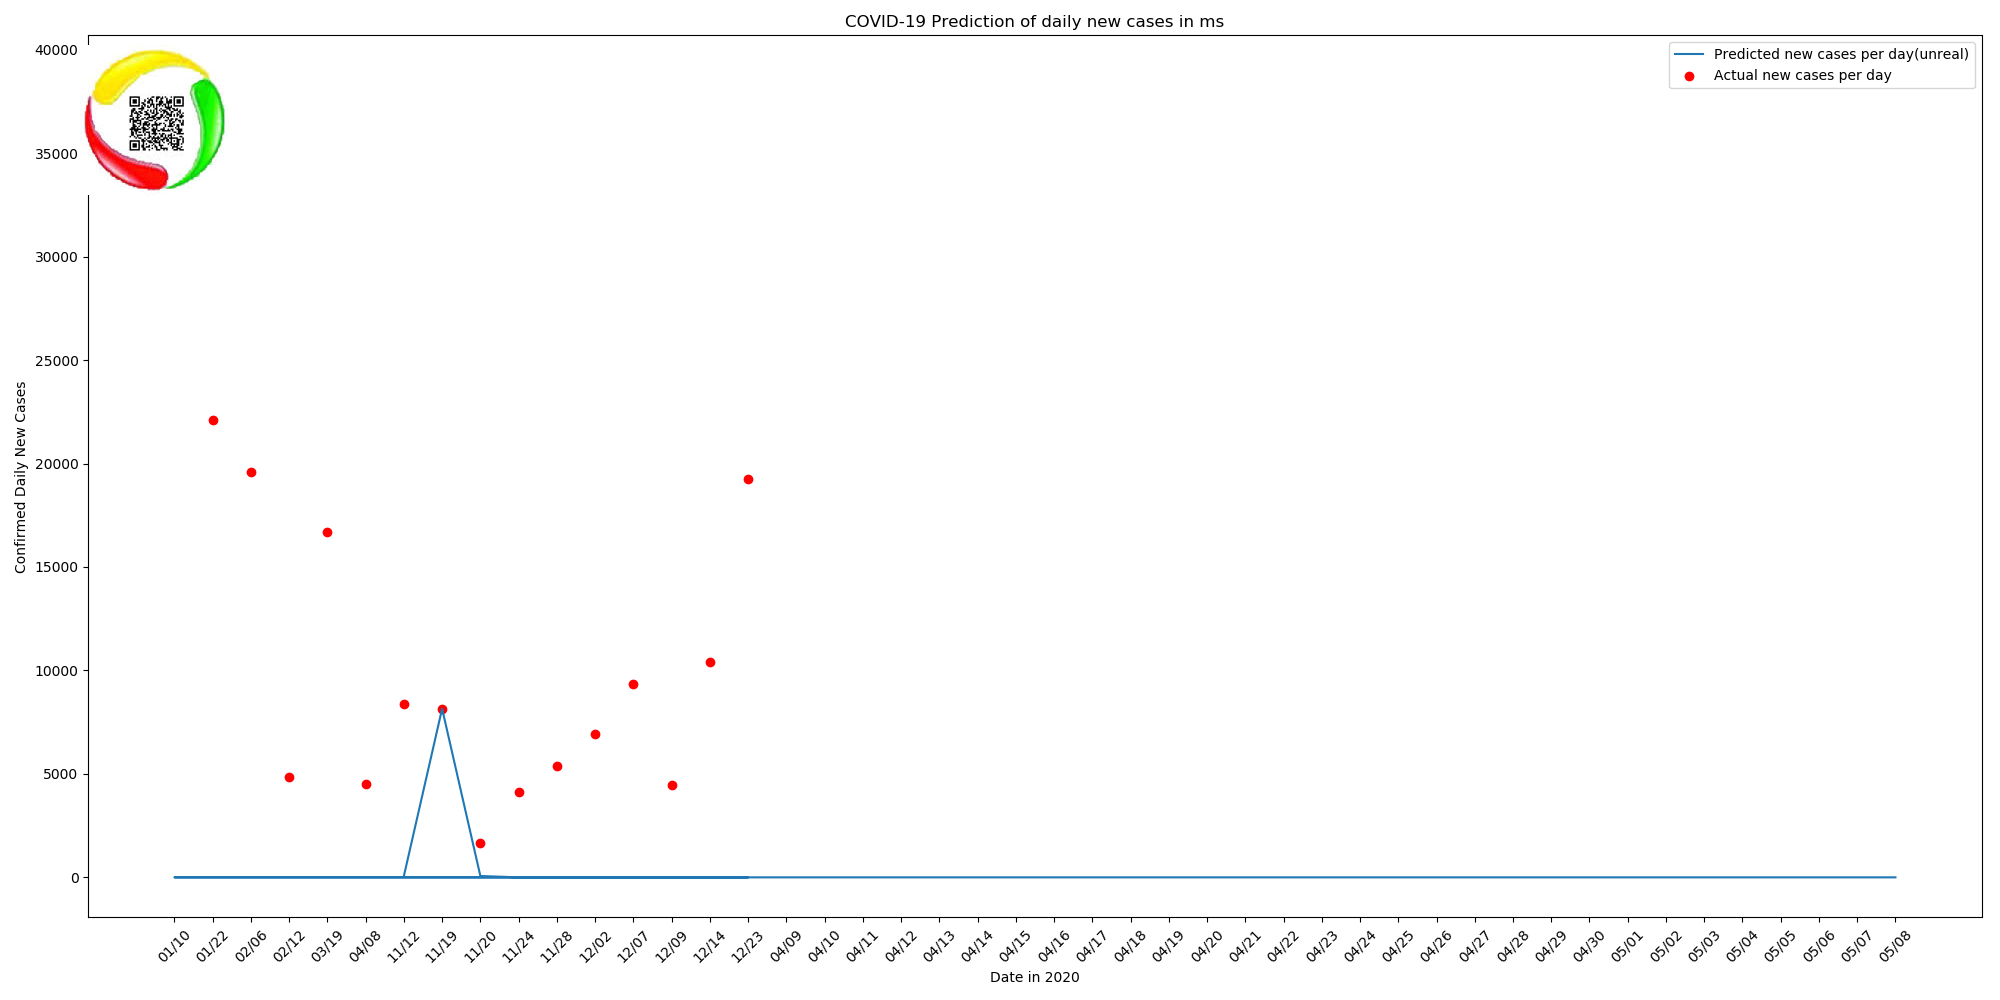 COVID-19 Prediction of daily new cases in ms
Predicted new cases per day(unreal)
Actual new cases per day
Confirmed Daily New Cases
40000
35000
30000
25000
20000
15000
10000
5000
0
01/10 01/22 02/06 02/12 03/19 04/08 11/12 11/19 11/20 11/24 11/28 12/02 12/07 12/09 12/14 12/23 04/09 04/10 04/11 04/12 04/13 04/14 04/15 04/16 04/17 04/18 04/19 04/20 04/21 04/22 04/23 04/24 04/25 04/26 04/27 04/28 04/29 04/30 05/01 05/02 05/03 05/04 05/05 05/06 05/07 05/08
Date in 2020